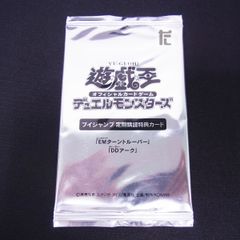 YU-GI-OH!
遊戯王
オフィシャルカードゲーム
デュエルモンスターズ
ブイジャンプ 定期購読特典カード
「EMターントルーパー」
「DDアーク」